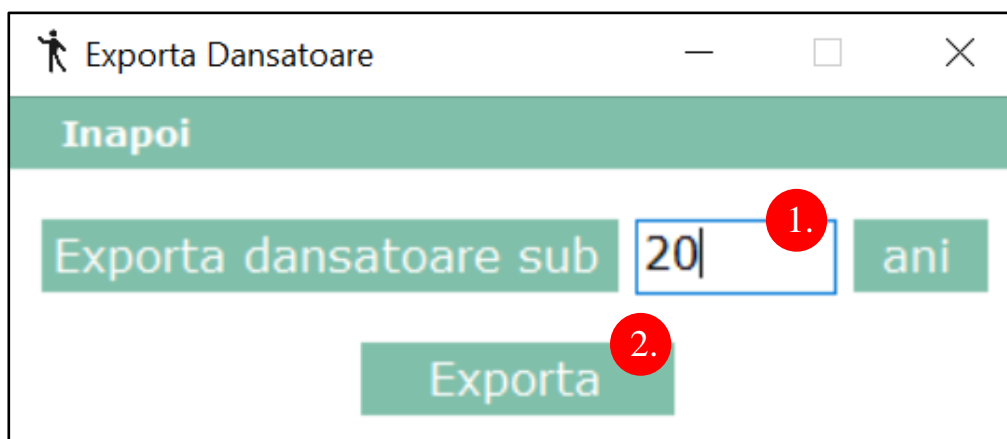 Exporta Dansatoare
Inapoi
Exporta dansatoare sub 20 1. ani
Exporta 2.